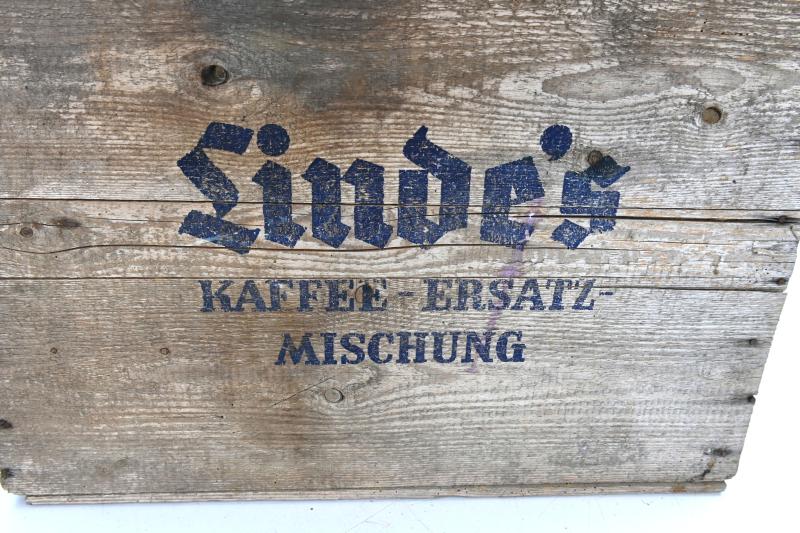 Linde's
KAFFEE-ERSATZ-
MISCHUNG